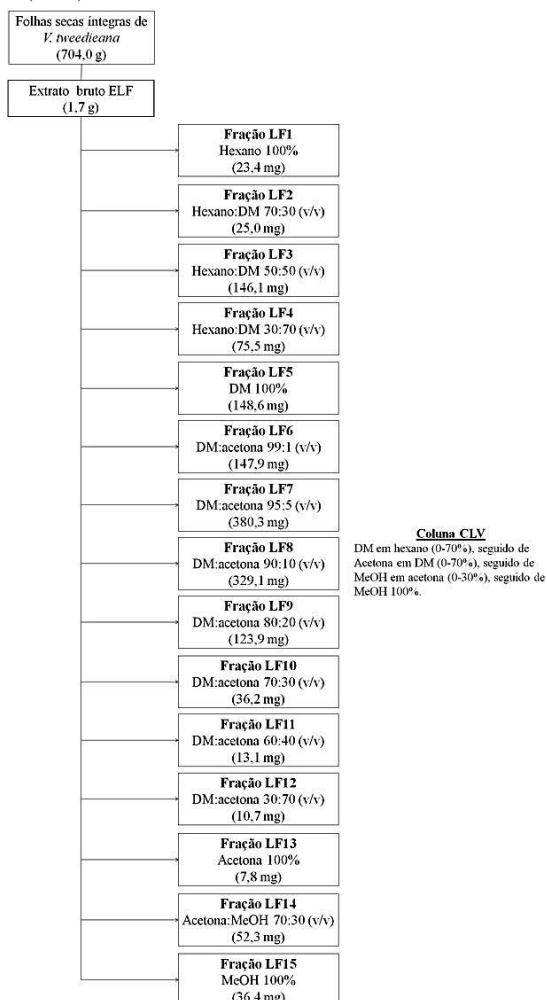 Folhas secas íntegras de
V. tweedieana
(704,0 g)
Extrato bruto ELF
(1,7 g)
Fração LF1
Hexano 100%
(23,4 mg)
Fração LF2
Hexano:DM 70:30 (v/v)
(25,0 mg)
Fração LF3
Hexano:DM 50:50 (v/v)
(146,1 mg)
Fração LF4
Hexano:DM 30:70 (v/v)
(75,5 mg)
Fração LF5
DM 100%
(148,6 mg)
Fração LF6
DM:acetona 99:1 (v/v)
(147,9 mg)
Fração LF7
DM:acetona 95:5 (v/v)
(380,3 mg)
Fração LF8
DM:acetona 90:10 (v/v)
(329,1 mg)
Coluna CLV
DM em hexano (0-70%), seguido de
Acetona em DM (0-70%), seguido de
MeOH em acetona (0-30%), seguido de
MeOH 100%.
Fração LF9
DM:acetona 80:20 (v/v)
(123,9 mg)
Fração LF10
DM:acetona 70:30 (v/v)
(36,2 mg)
Fração LF11
DM:acetona 60:40 (v/v)
(13,1 mg)
Fração LF12
DM:acetona 30:70 (v/v)
(10,7 mg)
Fração LF13
Acetona 100%
(7,8 mg)
Fração LF14
Acetona:MeOH 70:30 (v/v)
(52,3 mg)
Fração LF15
MeOH 100%
(36,4 mg)